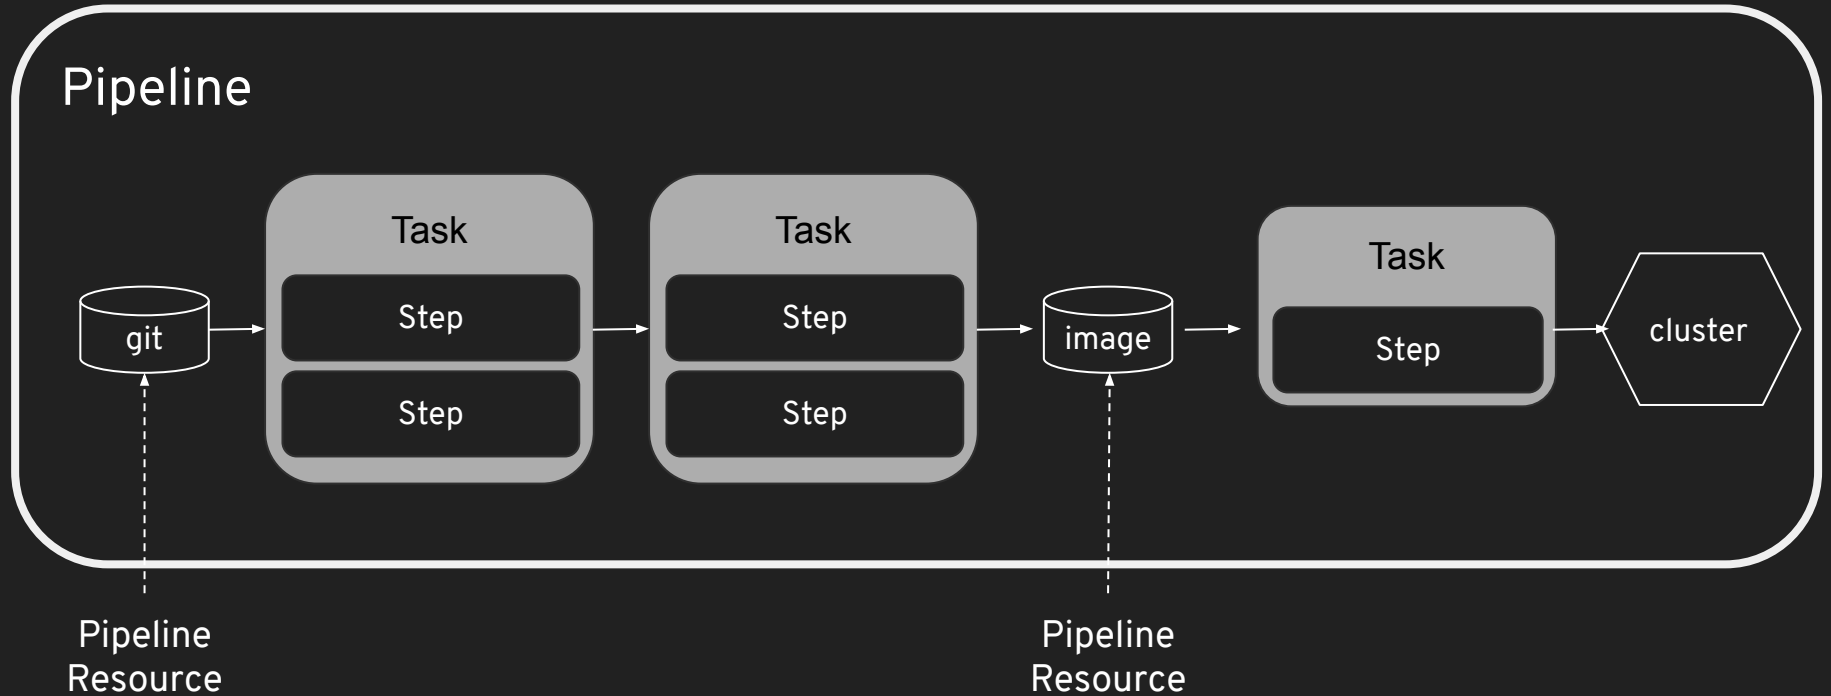 Pipeline
git
Task
Step
Step
Task
Step
Step
image
Task
Step
cluster
Pipeline
Resource
Pipeline
Resource